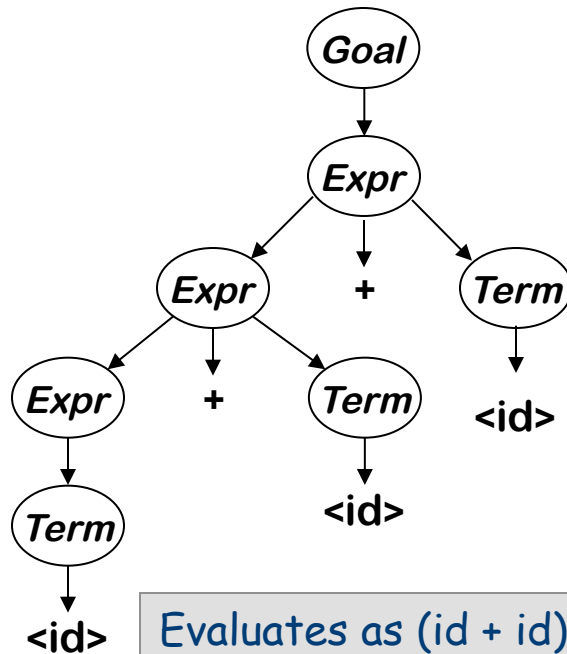 Goal
Expr
Expr + Term
Expr + Term <id>
Term <id>
<id> Evaluates as (id + id)